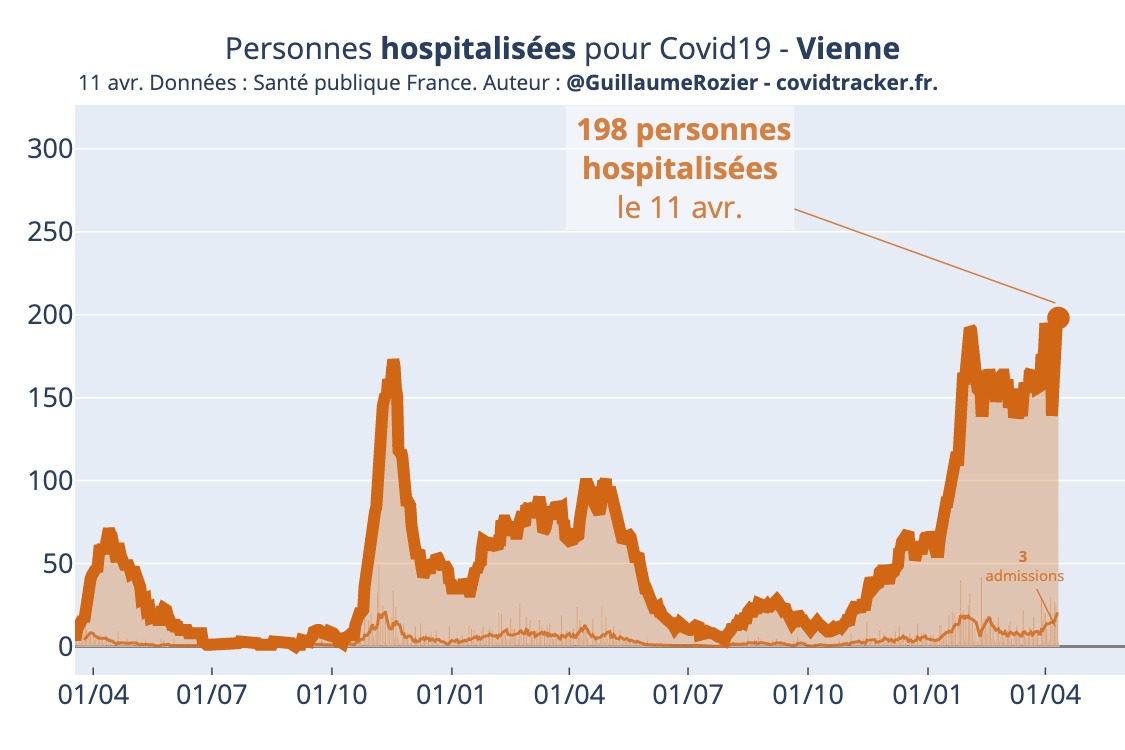 Personnes hospitalisées pour Covid19 - Vienne
11 avr. Données : Santé publique France. Auteur : @GuillaumeRozier - covidtracker.fr.
198 personnes
hospitalisées
le 11 avr.
300
250
200
150
100
50
0
3
admissions
01/04
01/07
01/10
01/01
01/04
01/07
01/10
01/01
01/04